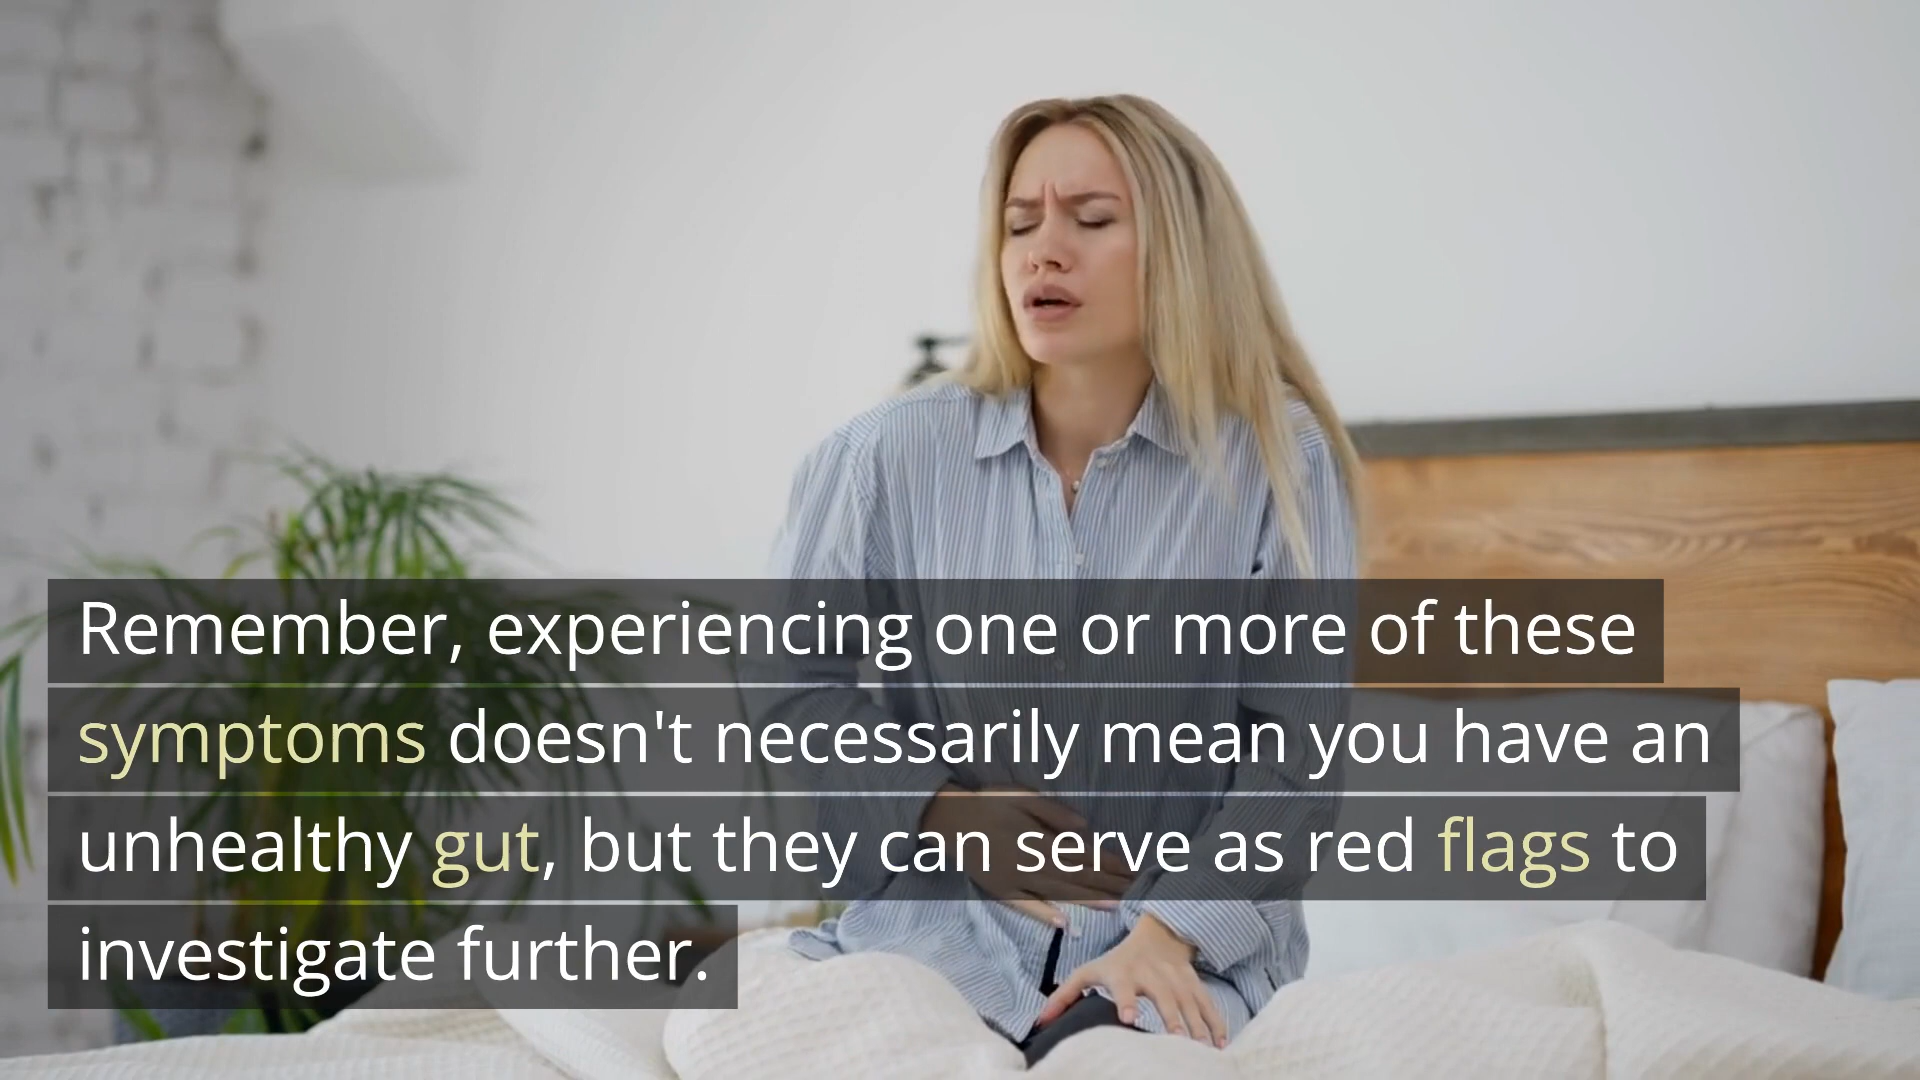 Remember, experiencing one or more of these
symptoms doesn't necessarily mean you have an
unhealthy gut, but they can serve as red flags to
investigate further.